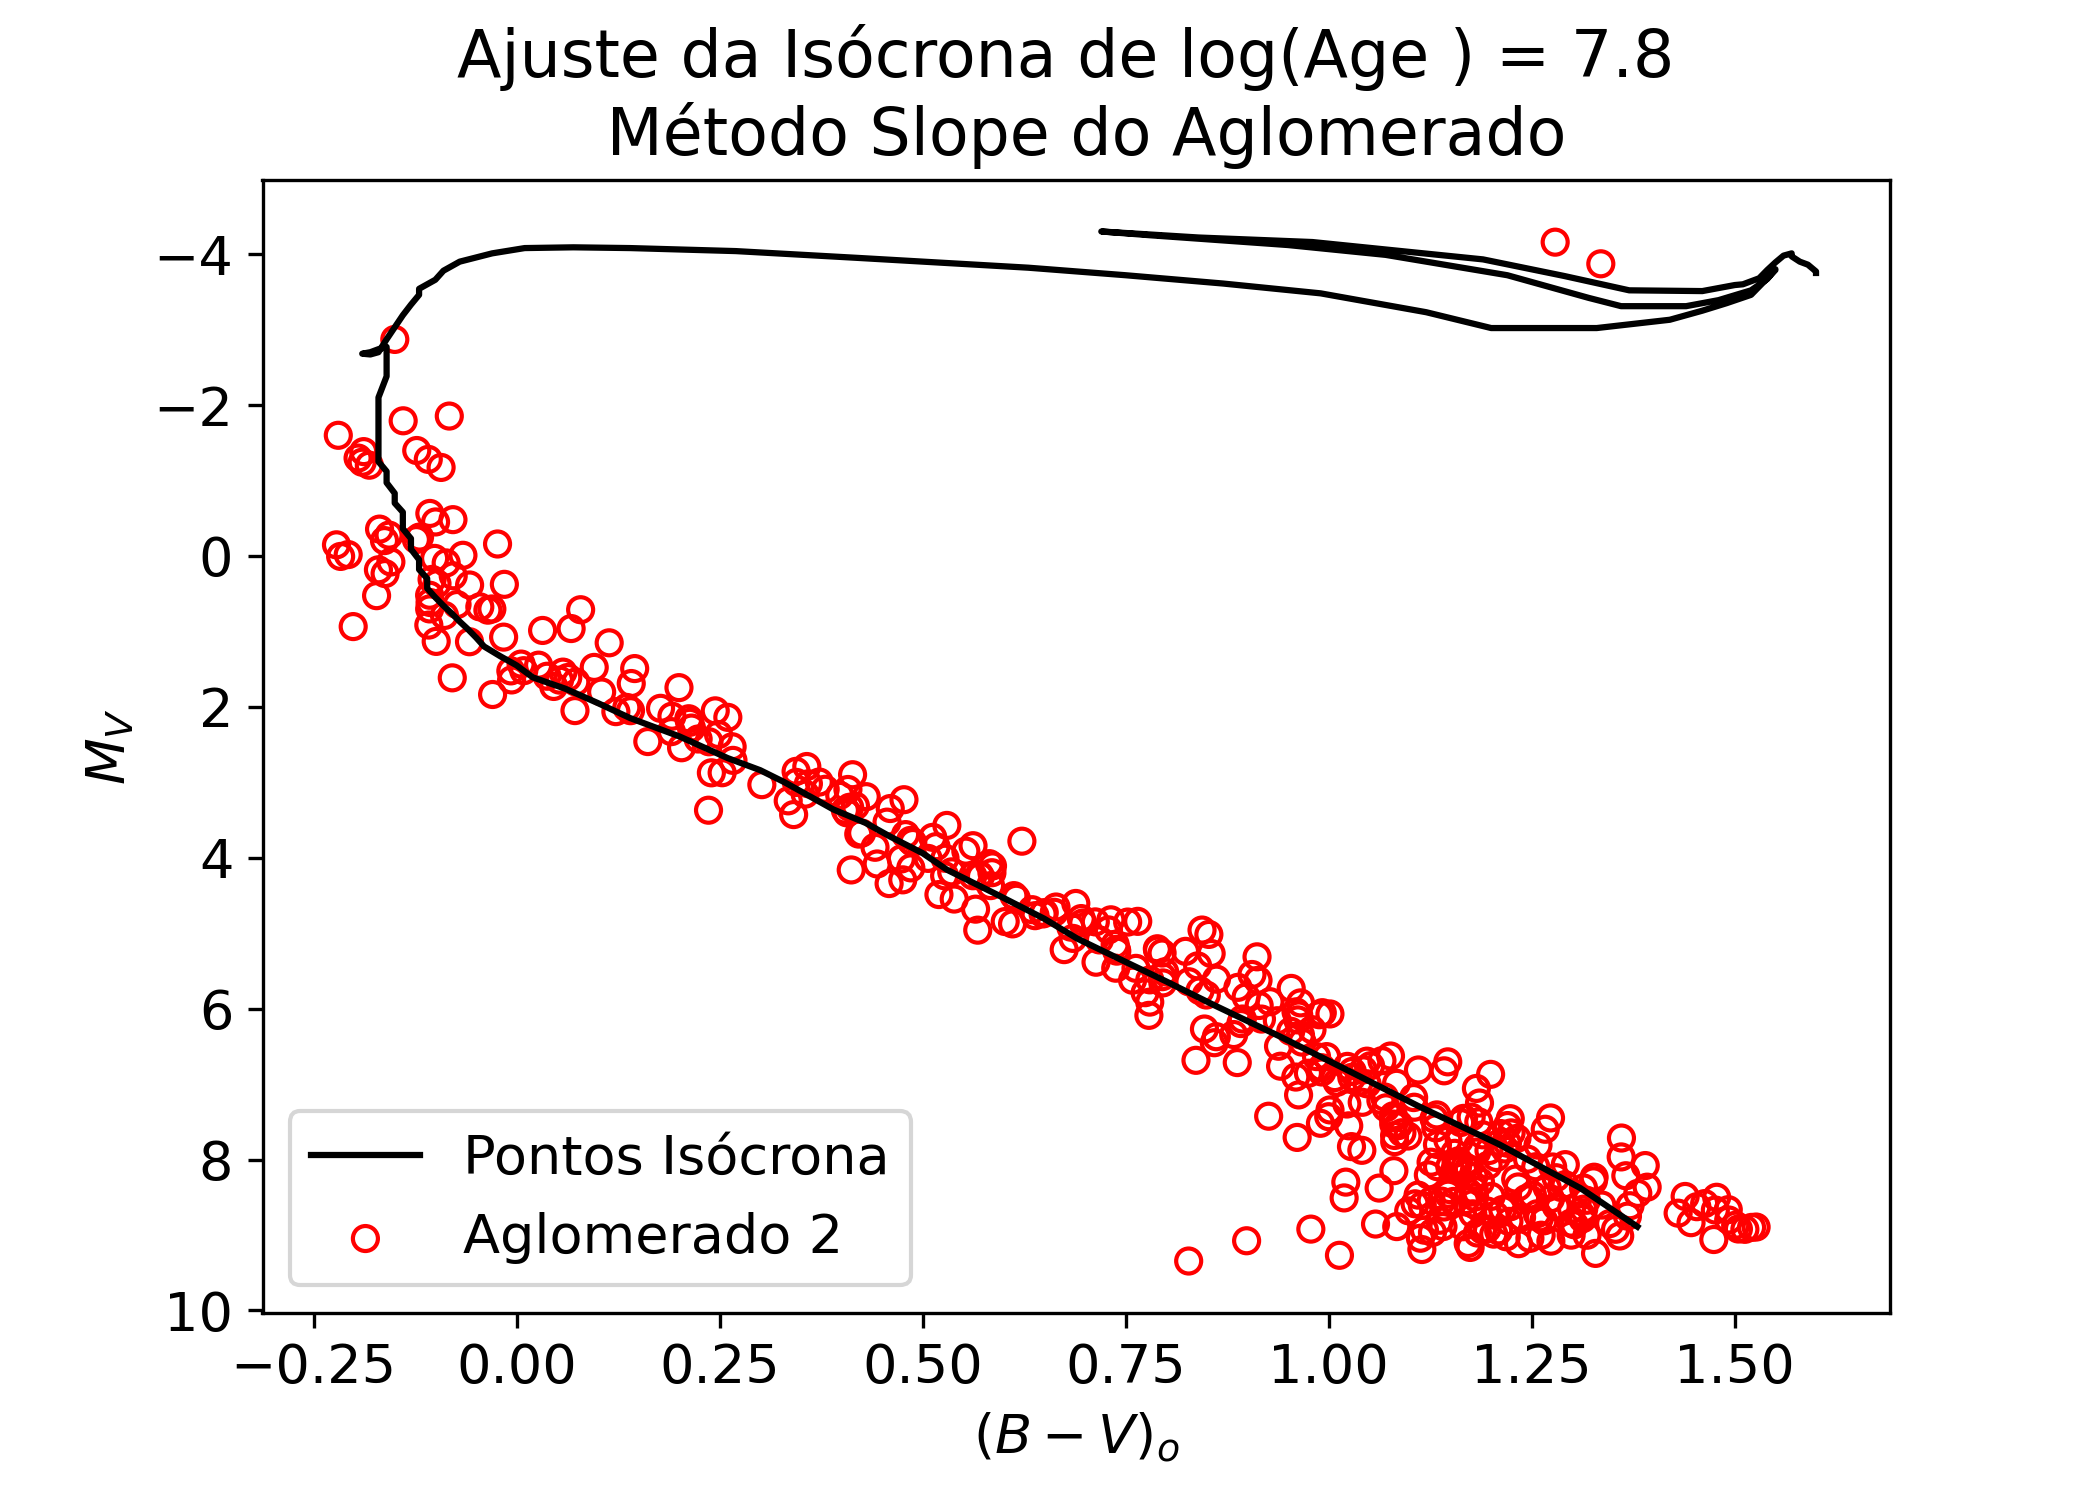 Ajuste da Isócrona de log(Age ) = 7.8
Método Slope do Aglomerado
−4
−2
0
2
4
6
8
10
M_V
Pontos Isócrona
Aglomerado 2
−0.25 0.00 0.25 0.50 0.75 1.00 1.25 1.50
(B − V)_o